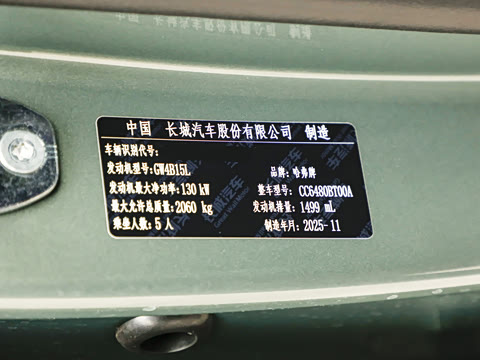 中国 长城汽车股份有限公司 制造
车辆识别代号:
发动机型号: GW4B15L 品牌: 哈弗牌
发动机最大净功率: 130 kW 整车型号: CC6480BT00A
最大允许总质量: 2060 kg 发动机排量: 1499 mL
乘坐人数: 5 人 制造年月: 2025-11